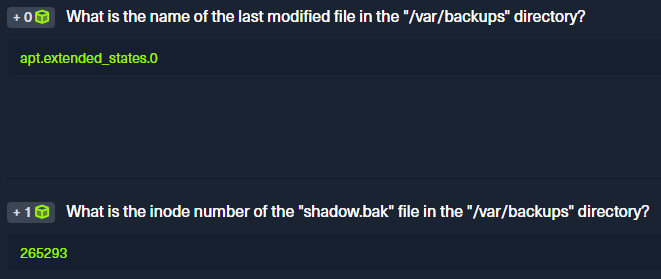 + 0 What is the name of the last modified file in the "/var/backups" directory?
apt.extended_states.0
+ 1 What is the inode number of the "shadow.bak" file in the "/var/backups" directory?
265293